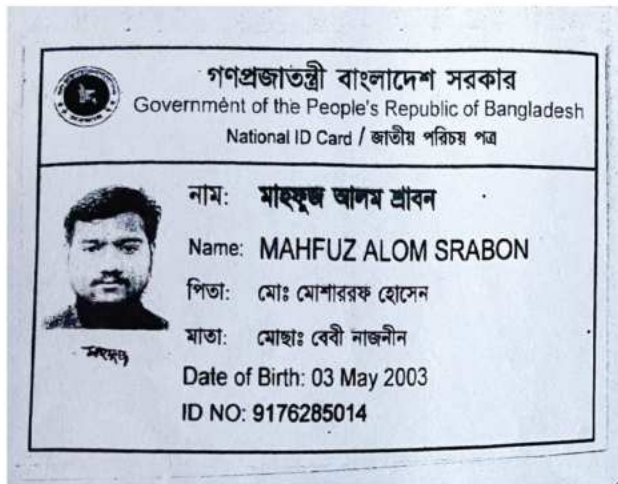 গণপ্রজাতন্ত্রী বাংলাদেশ সরকার
Government of the People's Republic of Bangladesh
National ID Card / জাতীয় পরিচয় পত্র
নাম: মাহফুজ আলম শ্রাবন
Name: MAHFUZ ALOM SRABON
পিতা: মোঃ মোশাররফ হোসেন
মাতা: মোছাঃ বেবী নাজনীন
মাহফুজ
Date of Birth: 03 May 2003
ID NO: 9176285014